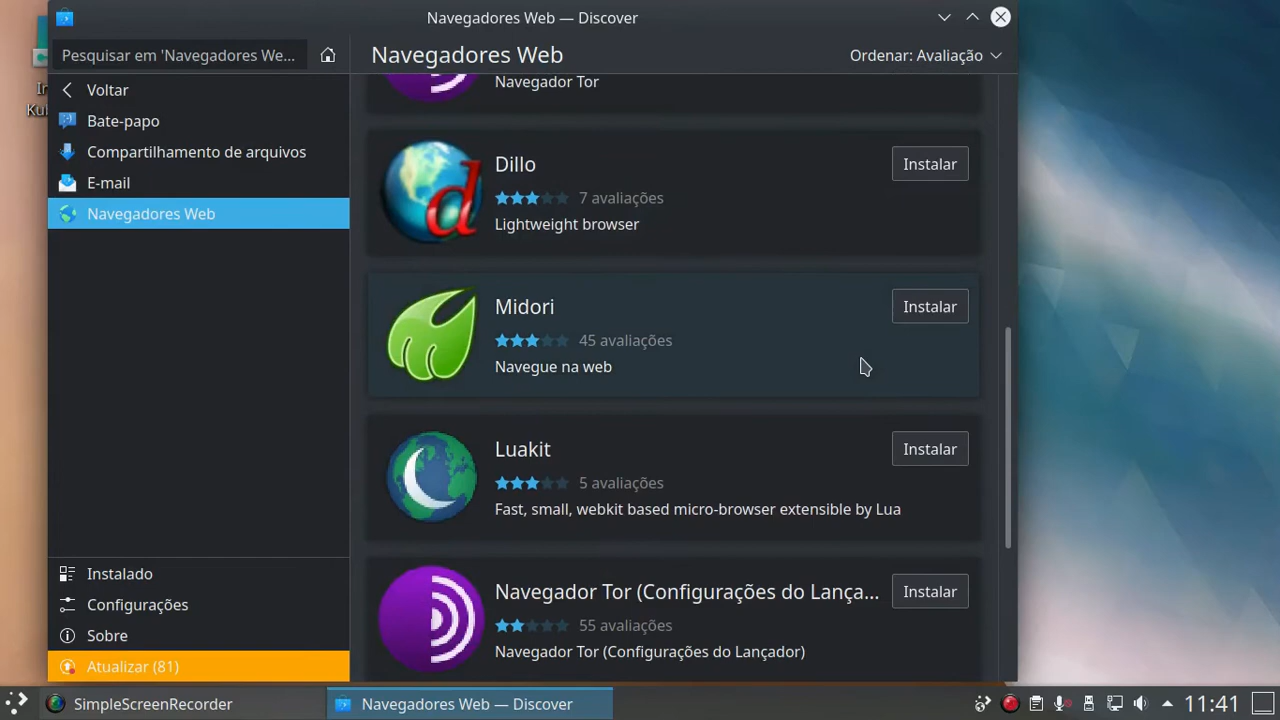 Navegadores Web — Discover
Pesquisar em 'Navegadores We...
Navegadores Web
Ordenar: Avaliação
Voltar
Bate-papo
Compartilhamento de arquivos
E-mail
Navegadores Web
Navegador Tor
Dillo
Instalar
7 avaliações
Lightweight browser
Midori
Instalar
45 avaliações
Navegue na web
Luakit
Instalar
5 avaliações
Fast, small, webkit based micro-browser extensible by Lua
Navegador Tor (Configurações do Lança...
Instalar
55 avaliações
Navegador Tor (Configurações do Lançador)
Instalado
Configurações
Sobre
Atualizar (81)
SimpleScreenRecorder
Navegadores Web — Discover
11:41